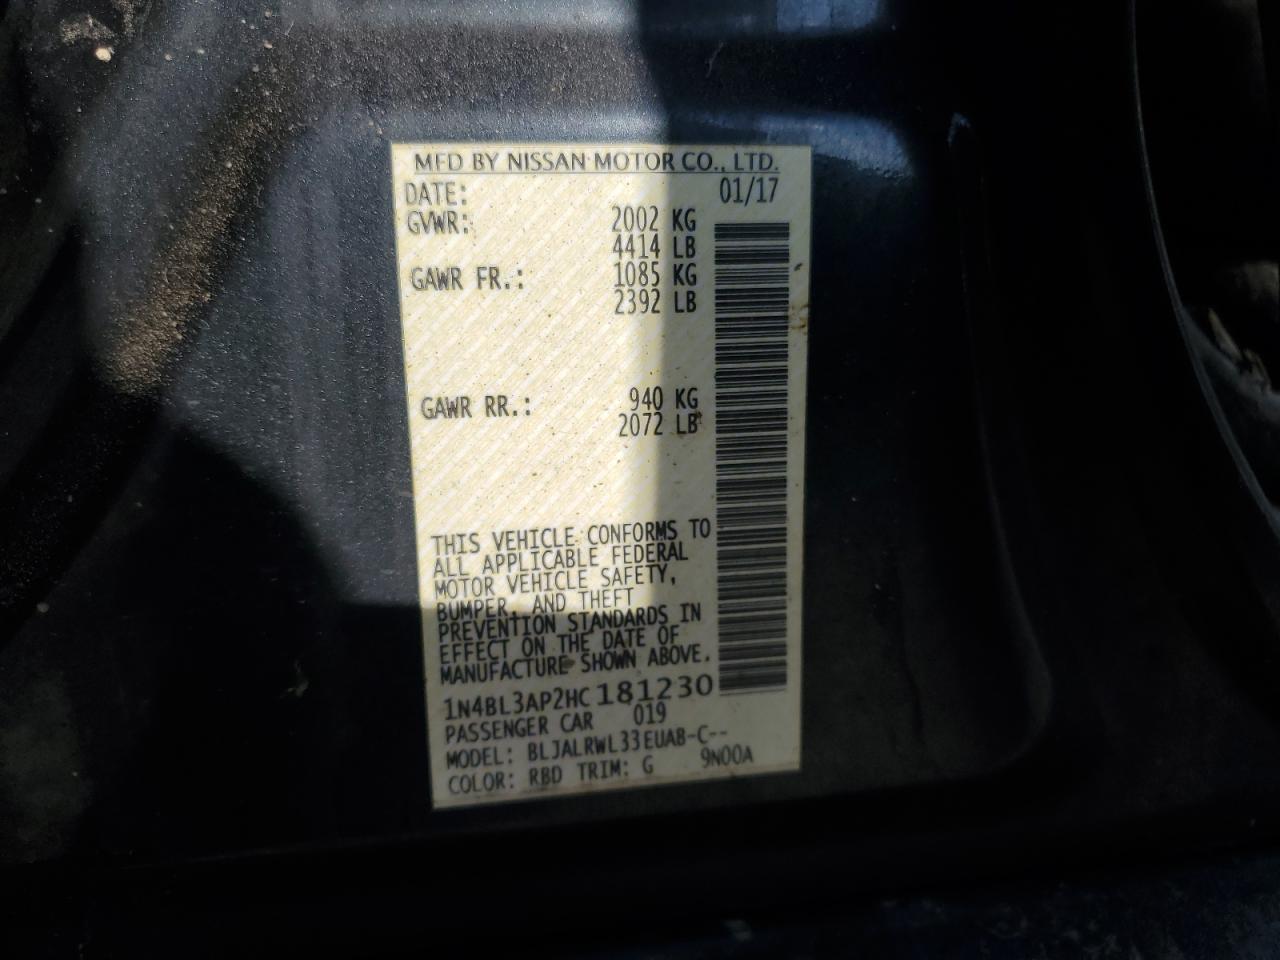 MFD BY NISSAN MOTOR CO., LTD.
DATE: 01/17
GVWR: 2002 KG
4414 LB
GAWR FR.: 1085 KG
2392 LB
GAWR RR.: 940 KG
2072 LB
THIS VEHICLE CONFORMS TO
ALL APPLICABLE FEDERAL
MOTOR VEHICLE SAFETY,
BUMPER, AND THEFT
PREVENTION STANDARDS IN
EFFECT ON THE DATE OF
MANUFACTURE SHOWN ABOVE.
1N4BL3AP2HC181230
PASSENGER CAR 019
MODEL: BLJALRWL33EUAB-C--
COLOR: RBD TRIM: G 9N00A